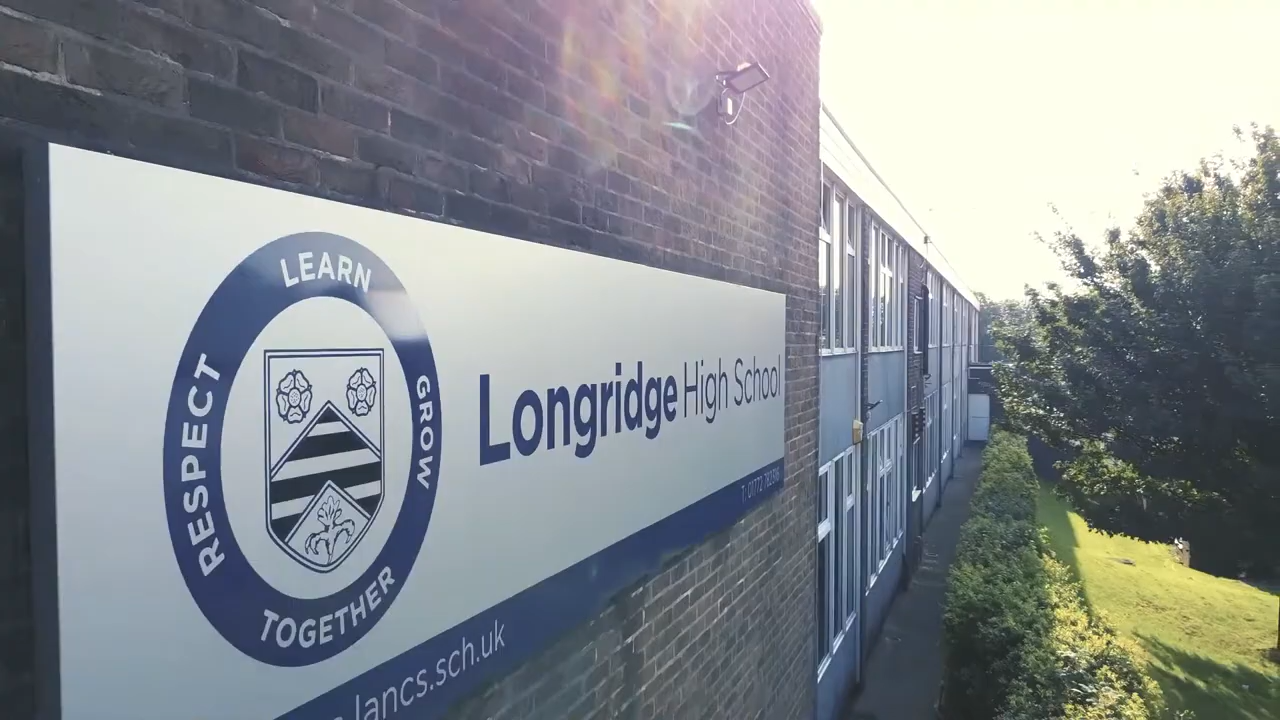 LEARN
RESPECT
GROW
TOGETHER
Longridge High School
lancs.sch.uk